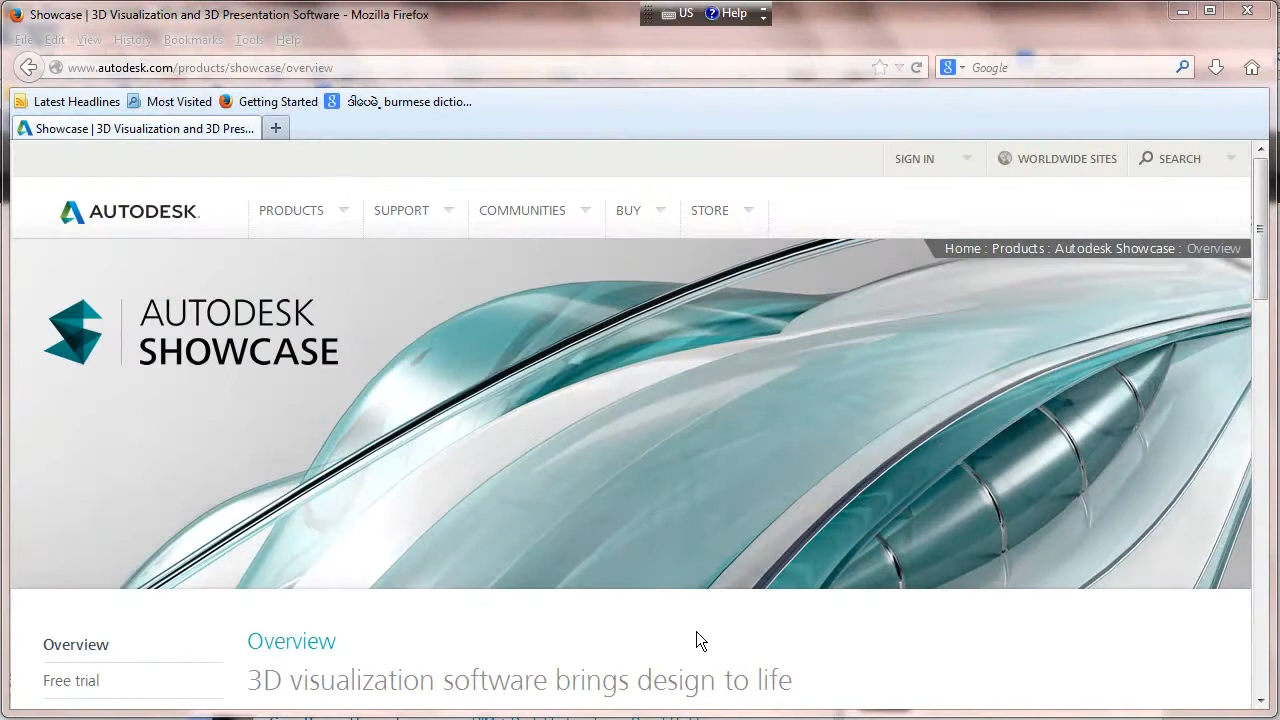 Showcase | 3D Visualization and 3D Presentation Software - Mozilla Firefox
US Help
File Edit View History Bookmarks Tools Help
www.autodesk.com/products/showcase/overview
Google
Latest Headlines Most Visited Getting Started burmese dictio...
Showcase | 3D Visualization and 3D Pres...
SIGN IN WORLDWIDE SITES SEARCH
AUTODESK.
PRODUCTS SUPPORT COMMUNITIES BUY STORE
Home : Products : Autodesk Showcase : Overview
AUTODESK
SHOWCASE
Overview
Free trial
Overview
3D visualization software brings design to life